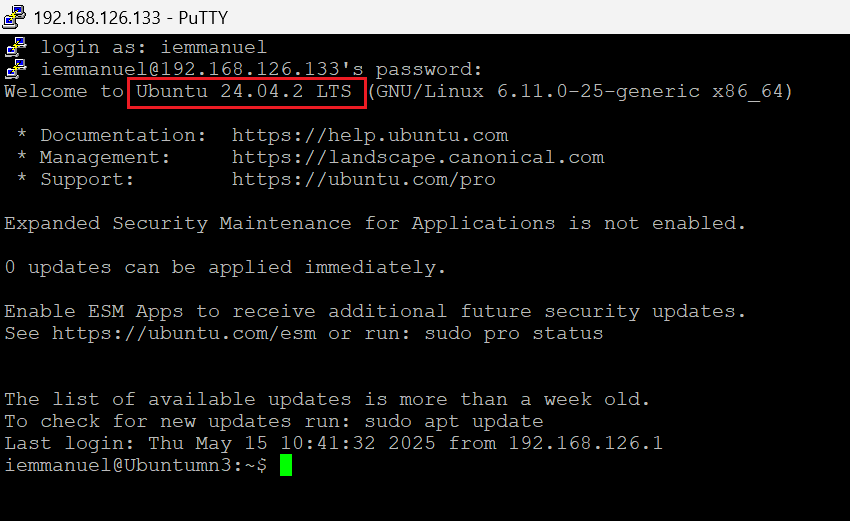 192.168.126.133 - PuTTY
login as: iemmanuel
iemmanuel@192.168.126.133's password:
Welcome to Ubuntu 24.04.2 LTS (GNU/Linux 6.11.0-25-generic x86_64)
* Documentation:  https://help.ubuntu.com
* Management:     https://landscape.canonical.com
* Support:        https://ubuntu.com/pro
Expanded Security Maintenance for Applications is not enabled.
0 updates can be applied immediately.
Enable ESM Apps to receive additional future security updates.
See https://ubuntu.com/esm or run: sudo pro status
The list of available updates is more than a week old.
To check for new updates run: sudo apt update
Last login: Thu May 15 10:41:32 2025 from 192.168.126.1
iemmanuel@Ubuntumn3:~$